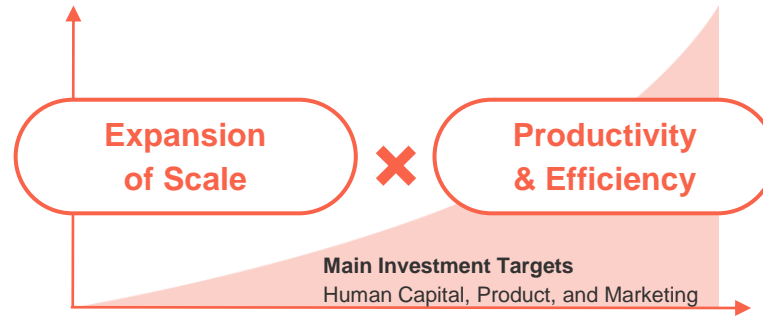 Expansion
of Scale
×
Productivity
& Efficiency
Main Investment Targets
Human Capital, Product, and Marketing